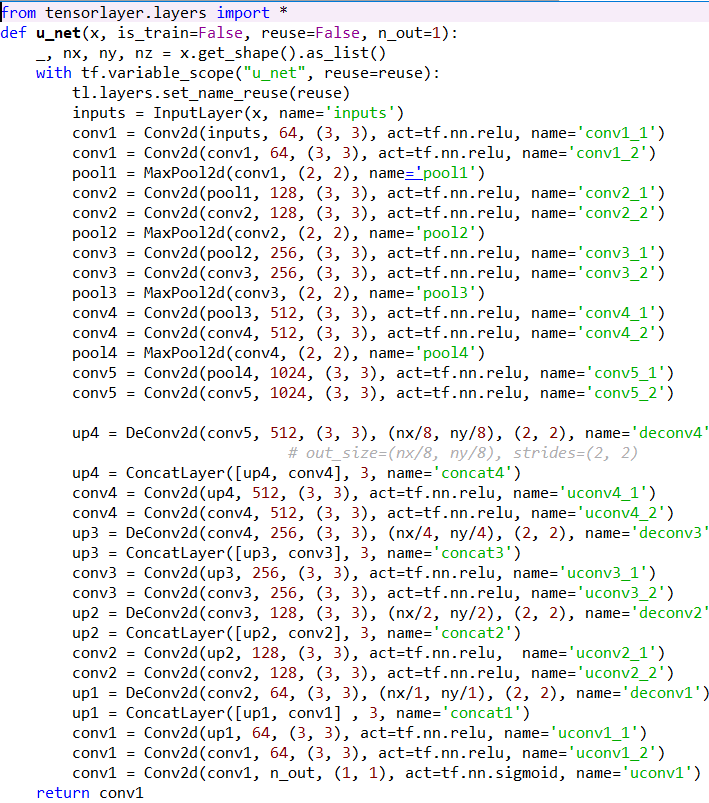 from tensorlayer.layers import *
def u_net(x, is_train=False, reuse=False, n_out=1):
    _, nx, ny, nz = x.get_shape().as_list()
    with tf.variable_scope("u_net", reuse=reuse):
        tl.layers.set_name_reuse(reuse)
        inputs = InputLayer(x, name='inputs')
        conv1 = Conv2d(inputs, 64, (3, 3), act=tf.nn.relu, name='conv1_1')
        conv1 = Conv2d(conv1, 64, (3, 3), act=tf.nn.relu, name='conv1_2')
        pool1 = MaxPool2d(conv1, (2, 2), name='pool1')
        conv2 = Conv2d(pool1, 128, (3, 3), act=tf.nn.relu, name='conv2_1')
        conv2 = Conv2d(conv2, 128, (3, 3), act=tf.nn.relu, name='conv2_2')
        pool2 = MaxPool2d(conv2, (2, 2), name='pool2')
        conv3 = Conv2d(pool2, 256, (3, 3), act=tf.nn.relu, name='conv3_1')
        conv3 = Conv2d(conv3, 256, (3, 3), act=tf.nn.relu, name='conv3_2')
        pool3 = MaxPool2d(conv3, (2, 2), name='pool3')
        conv4 = Conv2d(pool3, 512, (3, 3), act=tf.nn.relu, name='conv4_1')
        conv4 = Conv2d(conv4, 512, (3, 3), act=tf.nn.relu, name='conv4_2')
        pool4 = MaxPool2d(conv4, (2, 2), name='pool4')
        conv5 = Conv2d(pool4, 1024, (3, 3), act=tf.nn.relu, name='conv5_1')
        conv5 = Conv2d(conv5, 1024, (3, 3), act=tf.nn.relu, name='conv5_2')

        up4 = DeConv2d(conv5, 512, (3, 3), (nx/8, ny/8), (2, 2), name='deconv4'
                                # out_size=(nx/8, ny/8), strides=(2, 2)
        up4 = ConcatLayer([up4, conv4], 3, name='concat4')
        conv4 = Conv2d(up4, 512, (3, 3), act=tf.nn.relu, name='uconv4_1')
        conv4 = Conv2d(conv4, 512, (3, 3), act=tf.nn.relu, name='uconv4_2')
        up3 = DeConv2d(conv4, 256, (3, 3), (nx/4, ny/4), (2, 2), name='deconv3'
        up3 = ConcatLayer([up3, conv3], 3, name='concat3')
        conv3 = Conv2d(up3, 256, (3, 3), act=tf.nn.relu, name='uconv3_1')
        conv3 = Conv2d(conv3, 256, (3, 3), act=tf.nn.relu, name='uconv3_2')
        up2 = DeConv2d(conv3, 128, (3, 3), (nx/2, ny/2), (2, 2), name='deconv2'
        up2 = ConcatLayer([up2, conv2], 3, name='concat2')
        conv2 = Conv2d(up2, 128, (3, 3), act=tf.nn.relu,  name='uconv2_1')
        conv2 = Conv2d(conv2, 128, (3, 3), act=tf.nn.relu, name='uconv2_2')
        up1 = DeConv2d(conv2, 64, (3, 3), (nx/1, ny/1), (2, 2), name='deconv1')
        up1 = ConcatLayer([up1, conv1] , 3, name='concat1')
        conv1 = Conv2d(up1, 64, (3, 3), act=tf.nn.relu, name='uconv1_1')
        conv1 = Conv2d(conv1, 64, (3, 3), act=tf.nn.relu, name='uconv1_2')
        conv1 = Conv2d(conv1, n_out, (1, 1), act=tf.nn.sigmoid, name='uconv1')
    return conv1